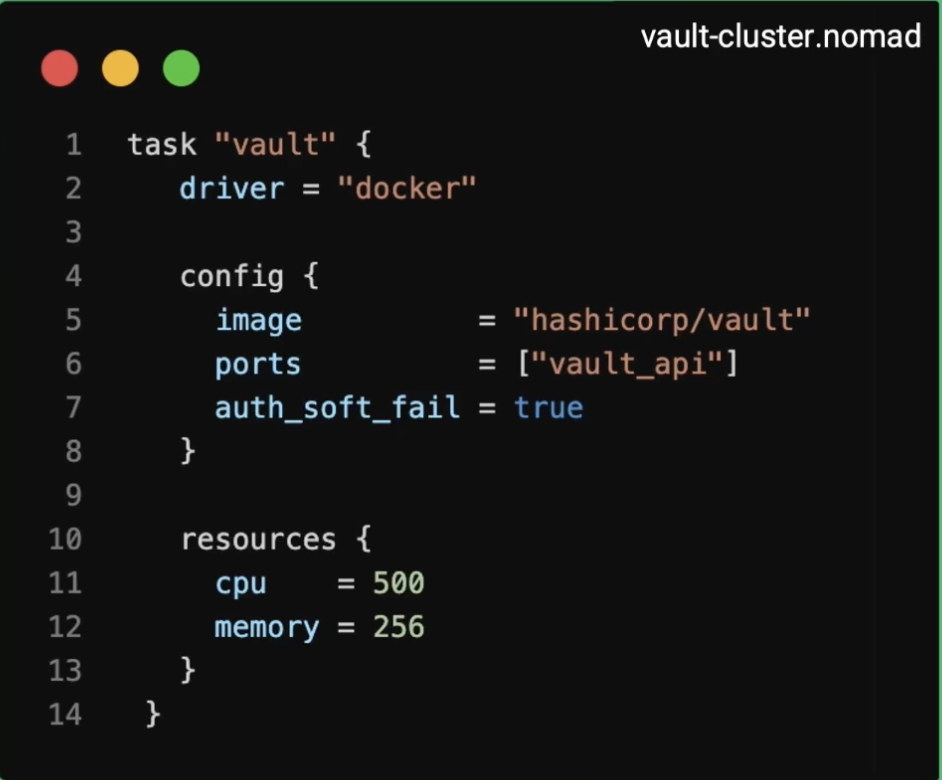 vault-cluster.nomad
1 task "vault" {
2 driver = "docker"
3
4 config {
5 image = "hashicorp/vault"
6 ports = ["vault_api"]
7 auth_soft_fail = true
8 }
9
10 resources {
11 cpu = 500
12 memory = 256
13 }
14 }